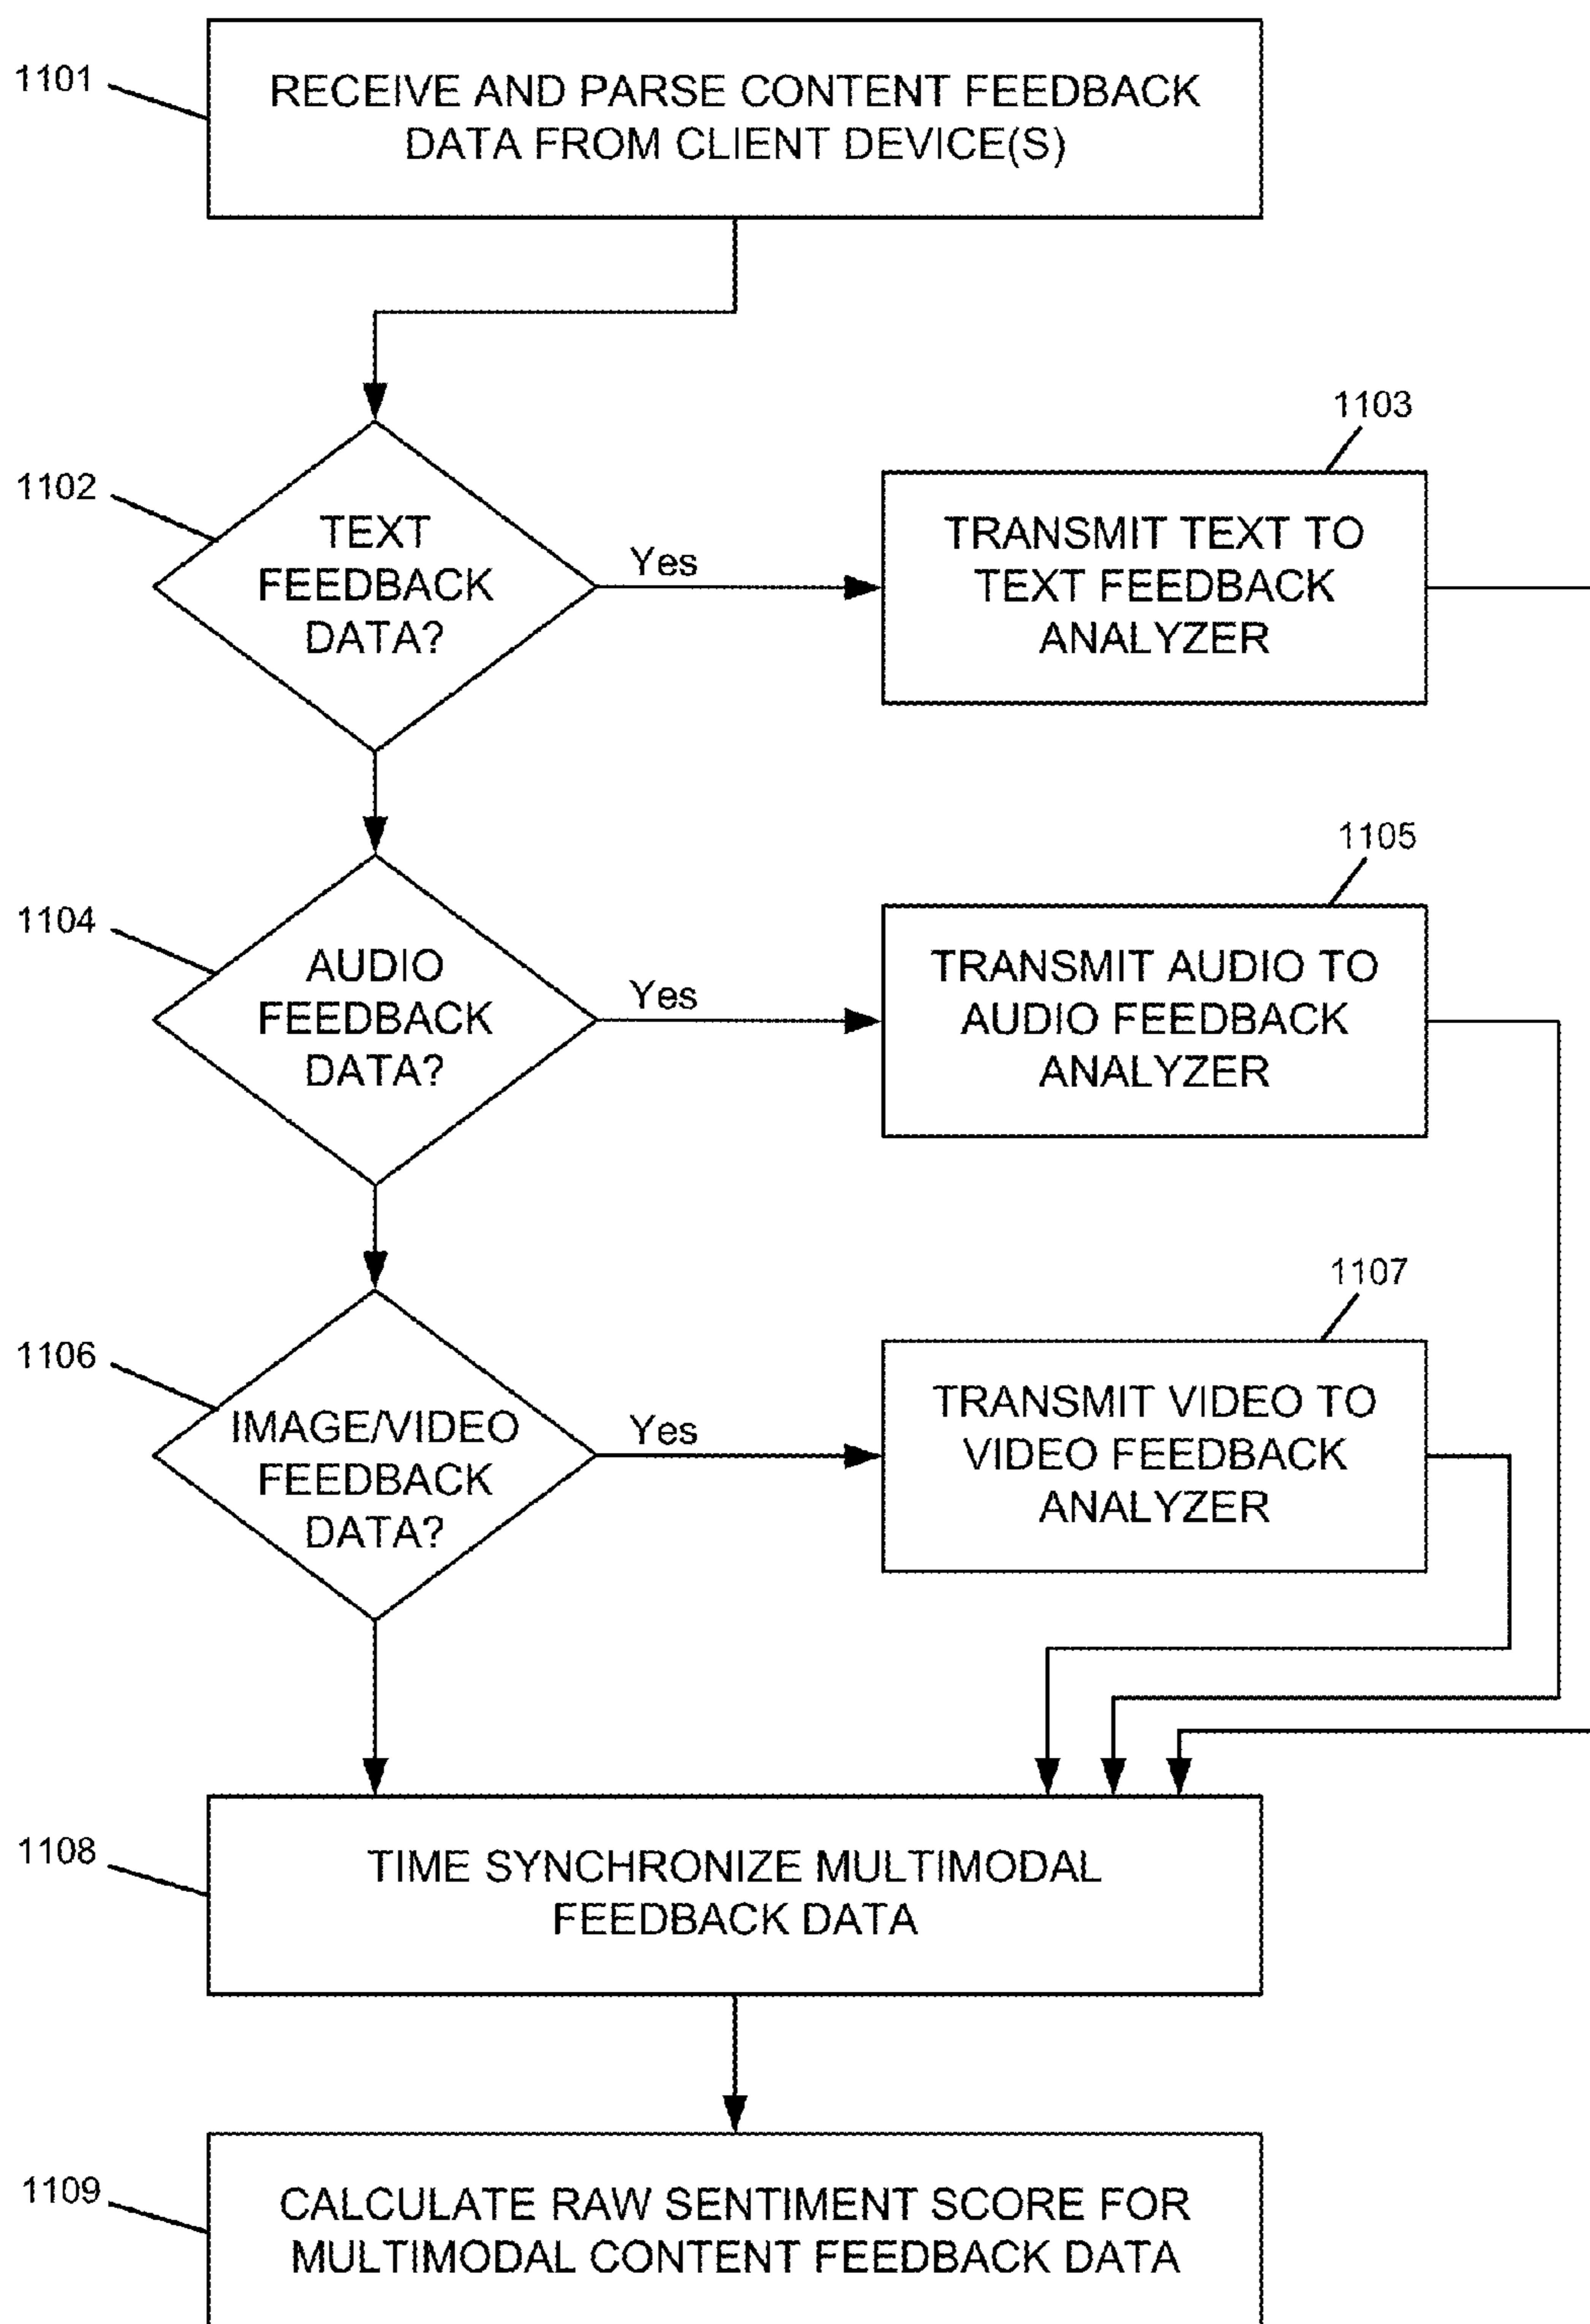 1101
RECEIVE AND PARSE CONTENT FEEDBACK
DATA FROM CLIENT DEVICE(S)
1102
TEXT
FEEDBACK
DATA?
Yes
1103
TRANSMIT TEXT TO
TEXT FEEDBACK
ANALYZER
1104
AUDIO
FEEDBACK
DATA?
Yes
1105
TRANSMIT AUDIO TO
AUDIO FEEDBACK
ANALYZER
1106
IMAGE/VIDEO
FEEDBACK
DATA?
Yes
1107
TRANSMIT VIDEO TO
VIDEO FEEDBACK
ANALYZER
1108
TIME SYNCHRONIZE MULTIMODAL
FEEDBACK DATA
1109
CALCULATE RAW SENTIMENT SCORE FOR
MULTIMODAL CONTENT FEEDBACK DATA